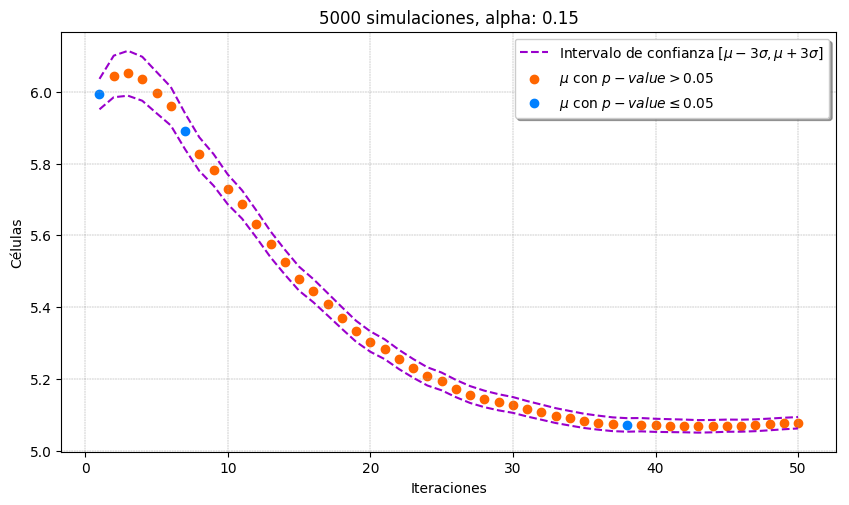 5000 simulaciones, alpha: 0.15
Intervalo de confianza [μ − 3σ, μ + 3σ]
μ con p − value > 0.05
μ con p − value ≤ 0.05
Células
6.0
5.8
5.6
5.4
5.2
5.0
0 10 20 30 40 50
Iteraciones